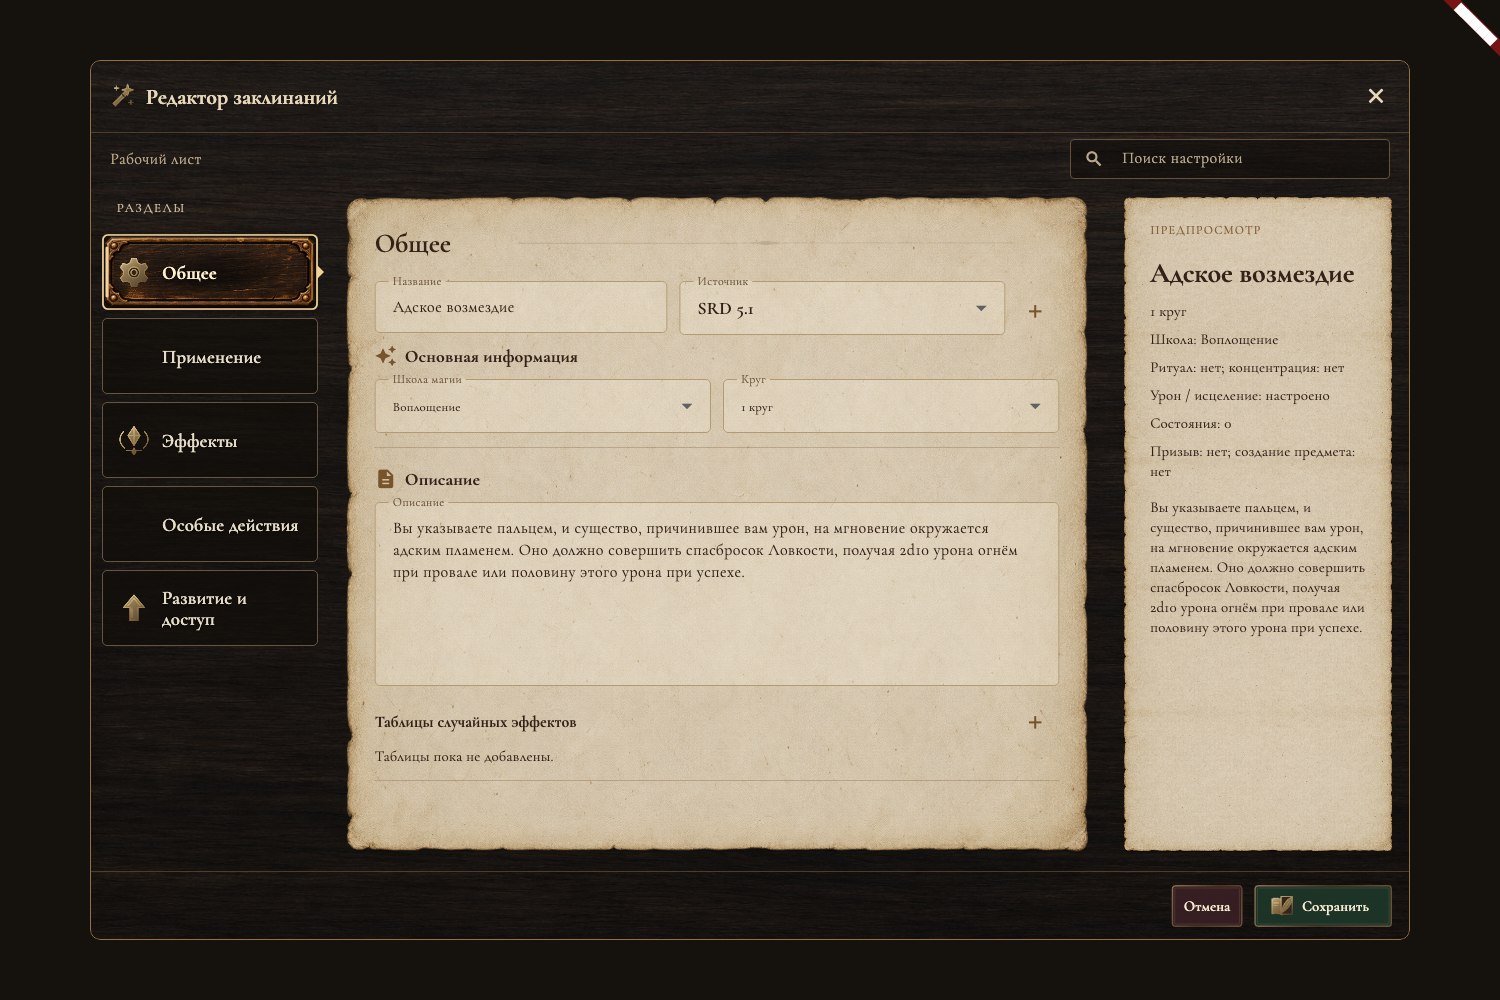 Редактор заклинаний
Рабочий лист
Поиск настройки
РАЗДЕЛЫ
Общее
Применение
Эффекты
Особые действия
Развитие и
доступ
Общее
Название
Адское возмездие
Источник
SRD 5.1
Основная информация
Школа магии
Воплощение
Круг
1 круг
Описание
Описание
Вы указываете пальцем, и существо, причинившее вам урон, на мгновение окружается
адским пламенем. Оно должно совершить спасбросок Ловкости, получая 2d10 урона огнём
при провале или половину этого урона при успехе.
Таблицы случайных эффектов
Таблицы пока не добавлены.
ПРЕДПРОСМОТР
Адское возмездие
1 круг
Школа: Воплощение
Ритуал: нет; концентрация: нет
Урон / исцеление: настроено
Состояния: 0
Призыв: нет; создание предмета:
нет
Вы указываете пальцем, и
существо, причинившее вам урон,
на мгновение окружается адским
пламенем. Оно должно совершить
спасбросок Ловкости, получая
2d10 урона огнём при провале или
половину этого урона при успехе.
Отмена
Сохранить